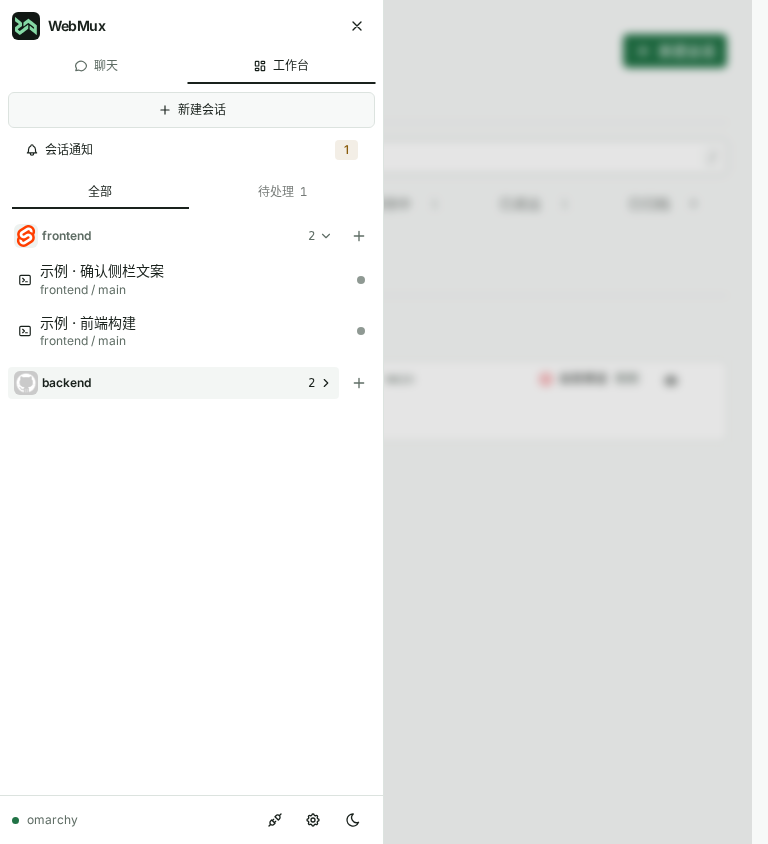 WebMux
聊天
工作台
新建会话
会话通知 1
全部
待处理 1
frontend 2
示例 · 确认侧栏文案
frontend / main
示例 · 前端构建
frontend / main
backend 2
omarchy